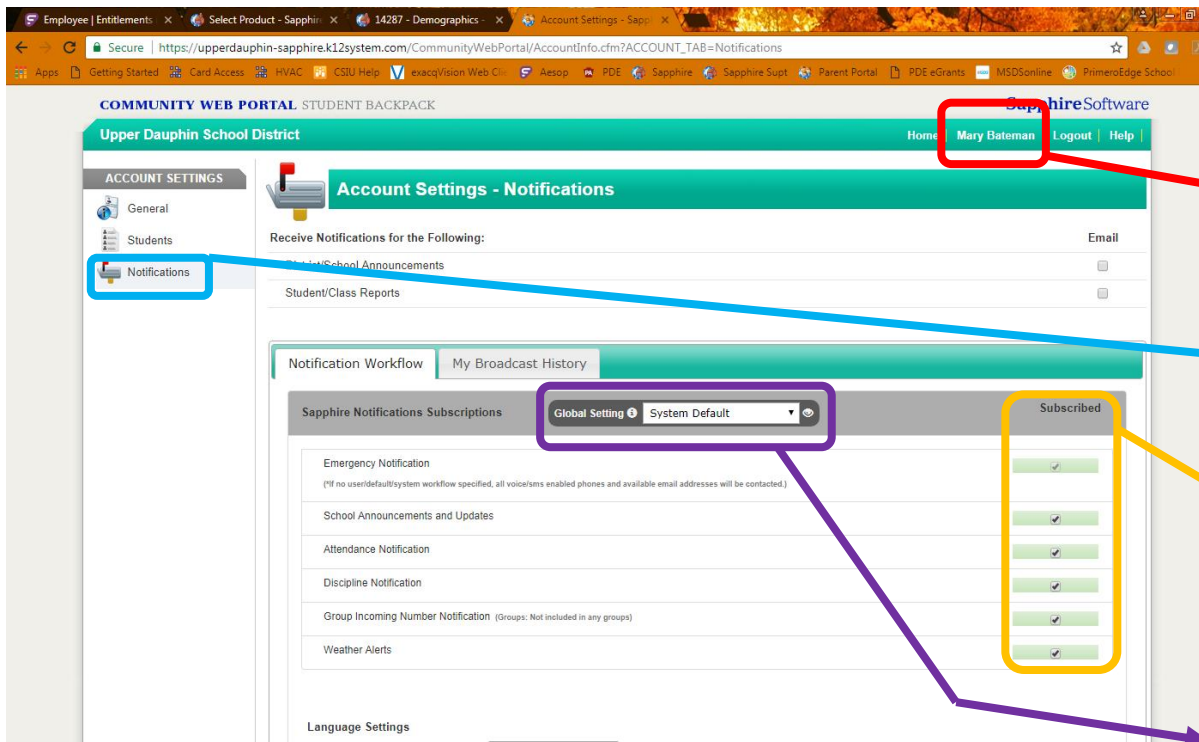 Employee | Entitlements
Select Product - Sapphir
14287 - Demographics -
Account Settings - Sapp
Secure | https://upperdauphin-sapphire.k12system.com/CommunityWebPortal/AccountInfo.cfm?ACCOUNT_TAB=Notifications
Apps Getting Started Card Access HVAC CSIU Help exacqVision Web Clie Aesop PDE Sapphire Sapphire Supt Parent Portal PDE eGrants MSDSonline PrimeroEdge School
COMMUNITY WEB PORTAL STUDENT BACKPACK
SapphireSoftware
Upper Dauphin School District
Home | Mary Bateman | Logout | Help |
ACCOUNT SETTINGS
General
Students
Notifications
Account Settings - Notifications
Receive Notifications for the Following: Email
District/School Announcements
Student/Class Reports
Notification Workflow My Broadcast History
Sapphire Notifications Subscriptions Global Setting System Default Subscribed
Emergency Notification
(*If no user/default/system workflow specified, all voice/sms enabled phones and available email addresses will be contacted.)
School Announcements and Updates
Attendance Notification
Discipline Notification
Group Incoming Number Notification (Groups: Not included in any groups)
Weather Alerts
Language Settings